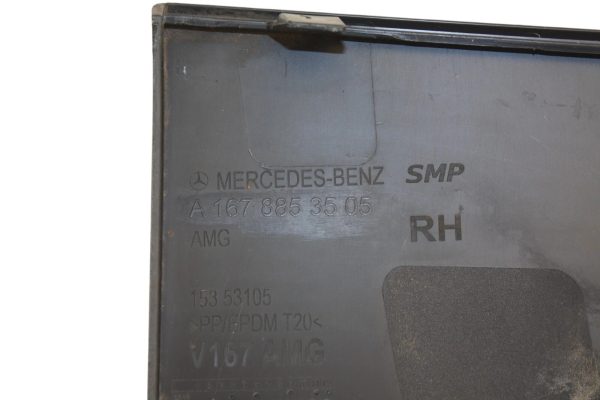 MERCEDES-BENZ SMP
A 167 885 35 05
AMG
RH
153 53105
>PP/EPDM T20<
V167 AMG